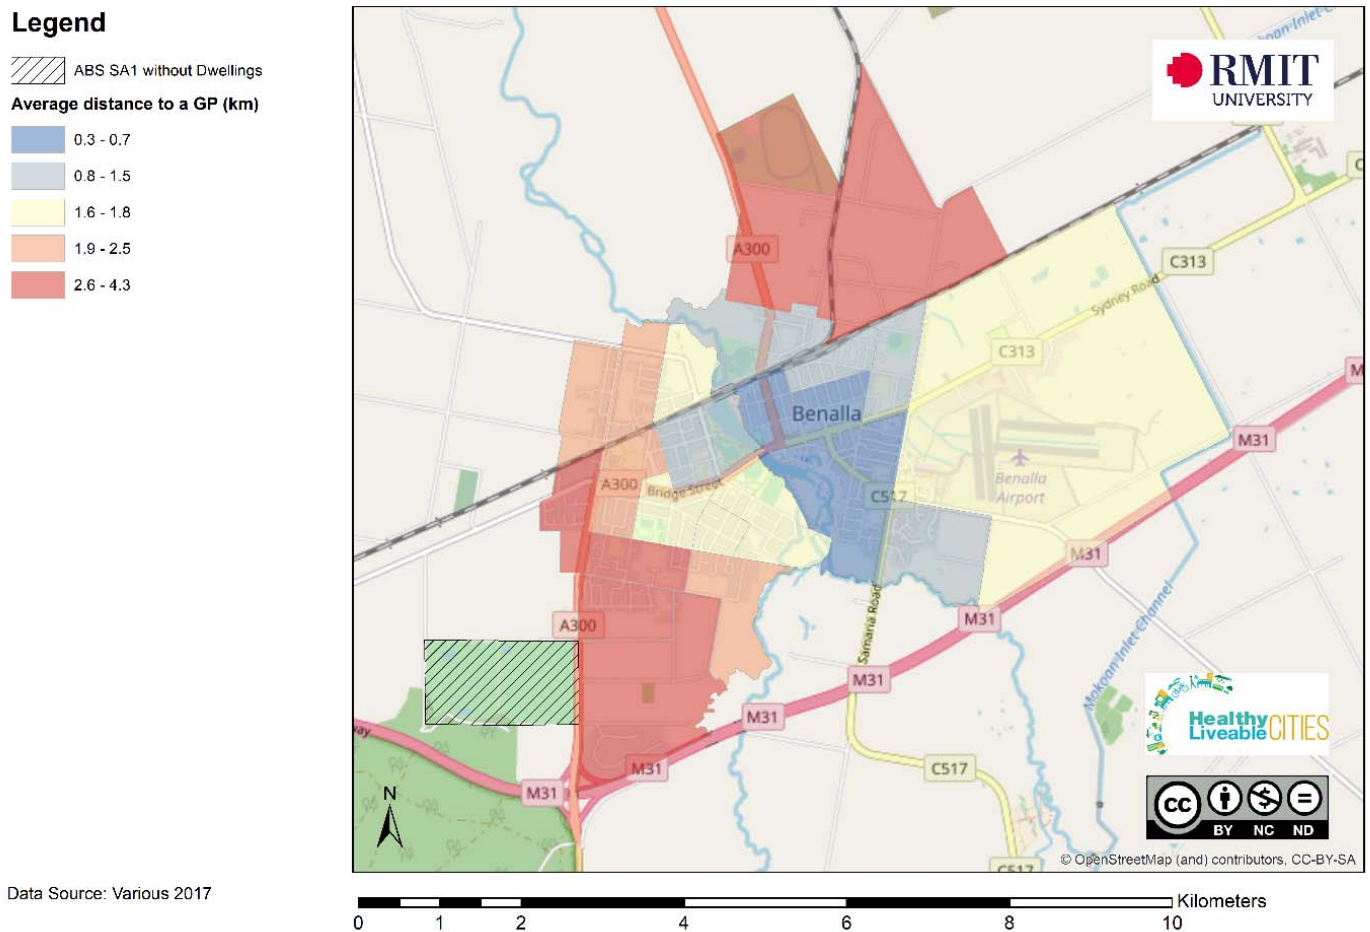 Legend
ABS SA1 without Dwellings
Average distance to a GP (km)
0.3 - 0.7
0.8 - 1.5
1.6 - 1.8
1.9 - 2.5
2.6 - 4.3
RMIT
UNIVERSITY
A300
C313
Sydney Road
C313
M31
Benalla
A300
Bridge Street
C517
Benalla
Airport
M31
A300
M31
Samaria Road
M31
M31
Mokoan-Inlet-Channel
M31
M31
C517
Healthy
Liveable CITIES
N
CC
BY NC ND
© OpenStreetMap (and) contributors, CC-BY-SA
C517
Data Source: Various 2017
Kilometers
0 1 2 4 6 8 10